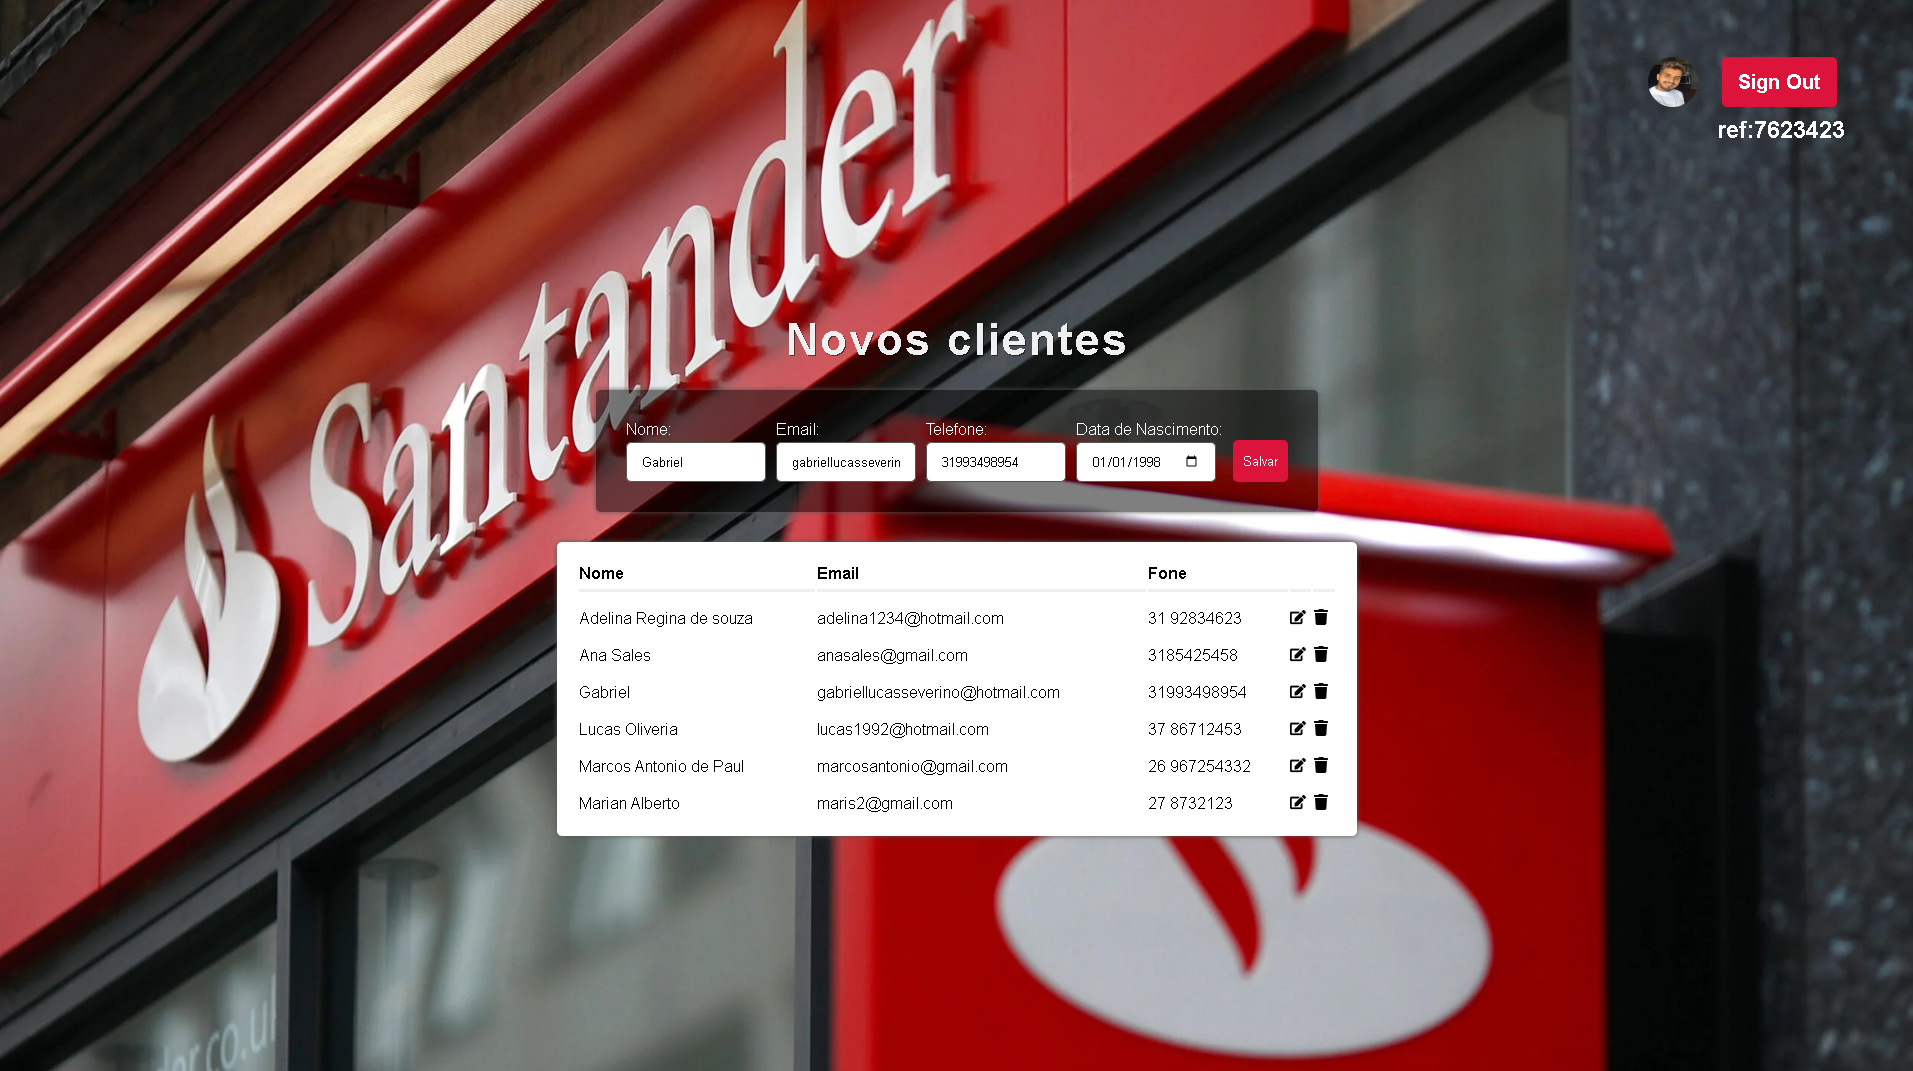 Santander
Sign Out
ref:7623423
Novos clientes
Nome: Email: Telefone: Data de Nascimento:
Gabriel gabriellucasseverin 31993498954 01/01/1998 Salvar
Nome Email Fone
Adelina Regina de souza adelina1234@hotmail.com 31 92834623
Ana Sales anasales@gmail.com 3185425458
Gabriel gabriellucasseverino@hotmail.com 31993498954
Lucas Oliveria lucas1992@hotmail.com 37 86712453
Marcos Antonio de Paul marcosantonio@gmail.com 26 967254332
Marian Alberto maris2@gmail.com 27 8732123
der.co.uk